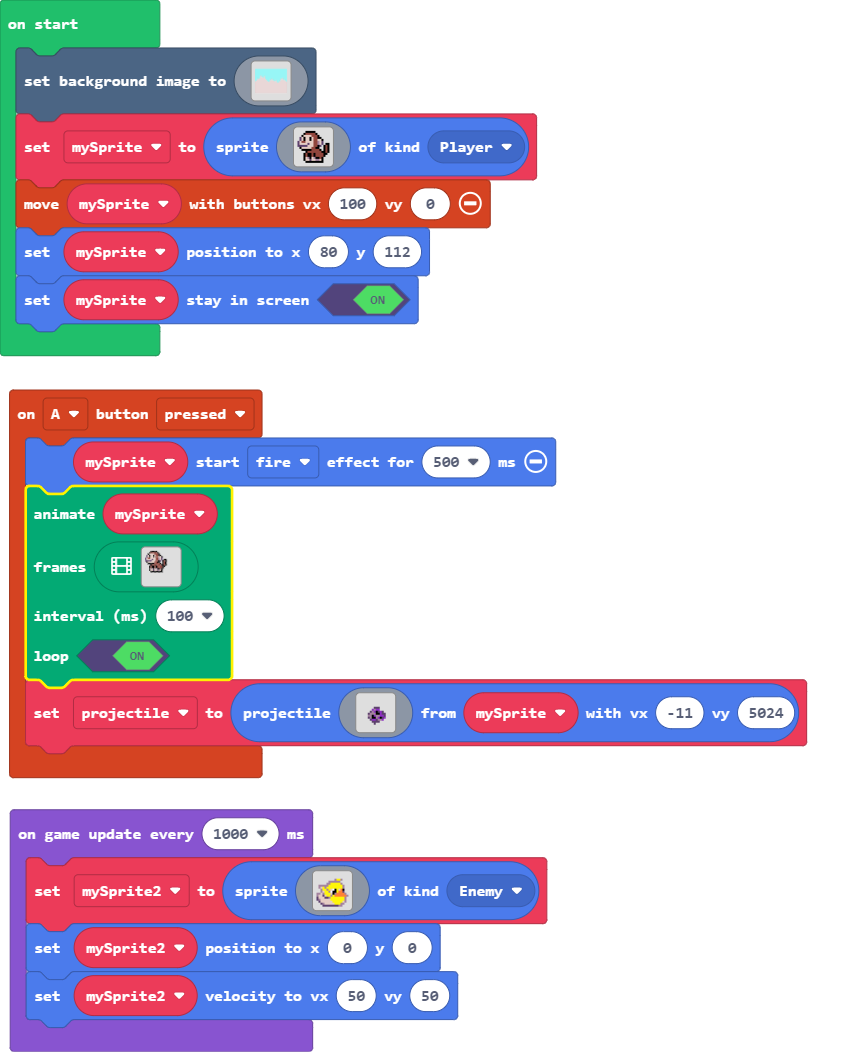 on start
set background image to
set mySprite to sprite of kind Player
move mySprite with buttons vx 100 vy 0
set mySprite position to x 80 y 112
set mySprite stay in screen ON
on A button pressed
mySprite start fire effect for 500 ms
animate mySprite
frames
interval (ms) 100
loop ON
set projectile to projectile from mySprite with vx -11 vy 5024
on game update every 1000 ms
set mySprite2 to sprite of kind Enemy
set mySprite2 position to x 0 y 0
set mySprite2 velocity to vx 50 vy 50